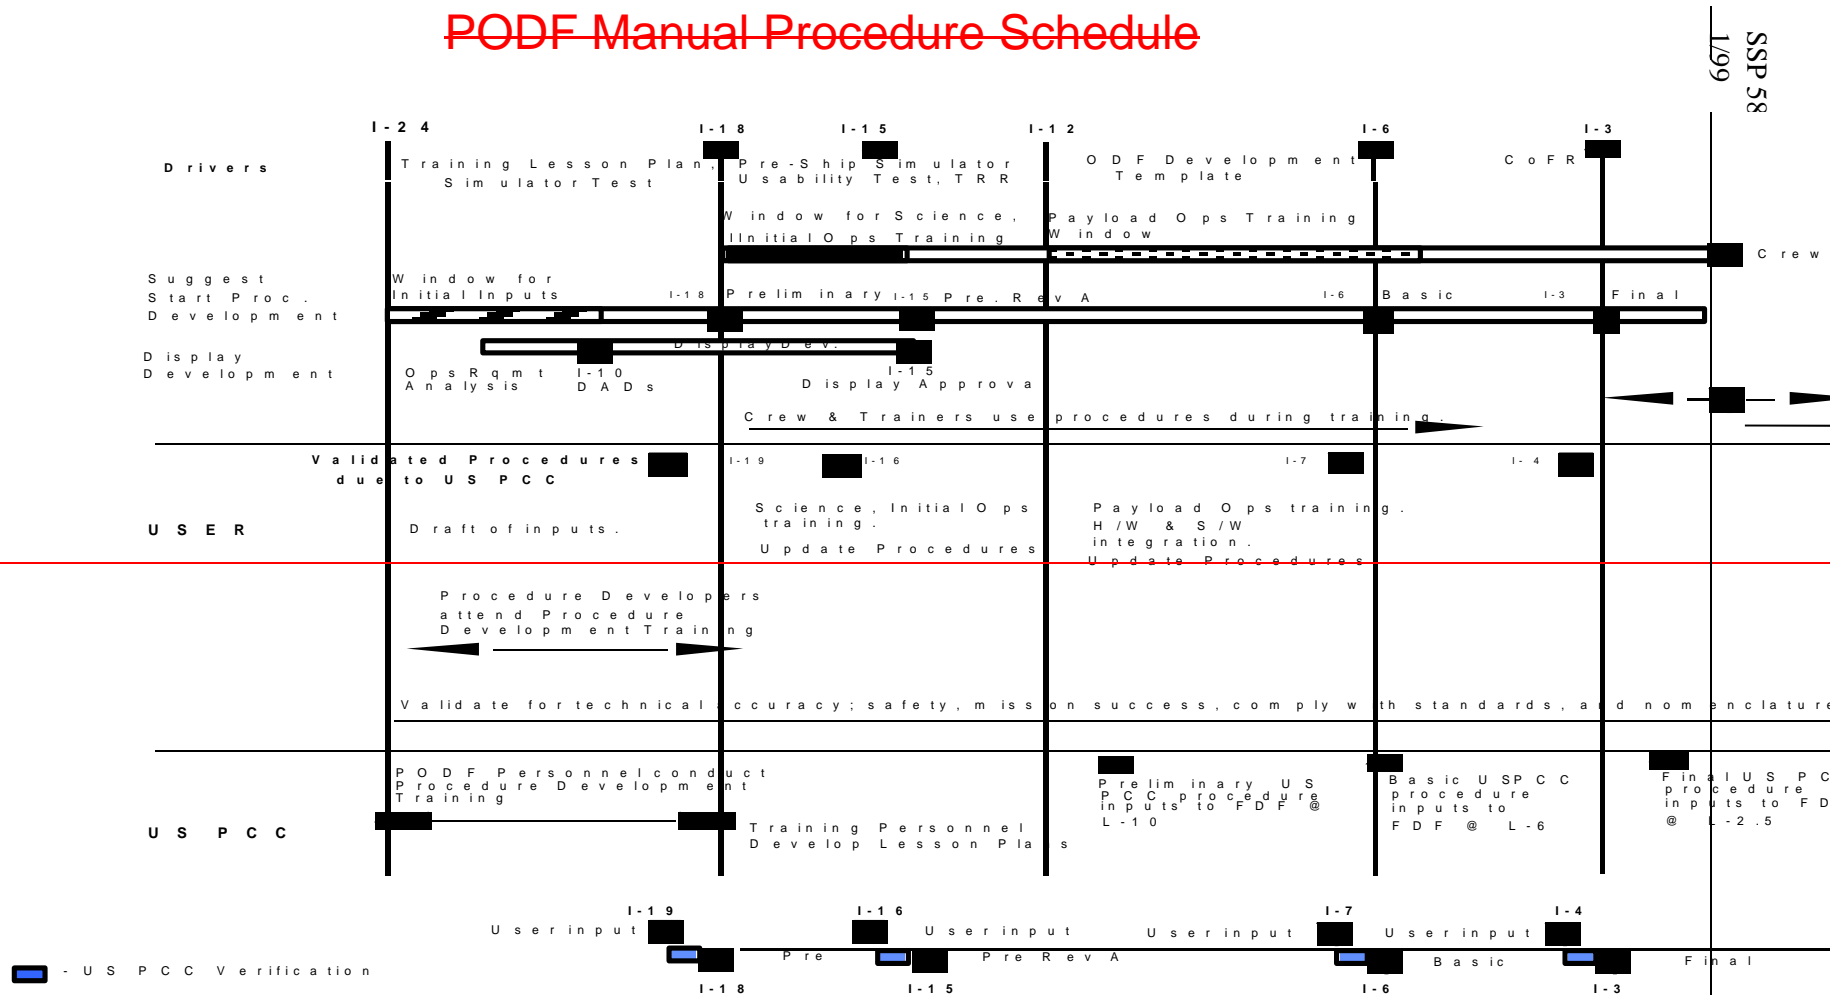 PODF Manual Procedure Schedule
SSP 58
1/99
I-24 I-18 I-15 I-12 I-6 I-3
Drivers
Training Lesson Plan,
Simulator Test
Pre-Ship Simulator
Usability Test, TRR
ODF Development
Template
CoFR
Window for Science,
IInitial Ops Training
Payload Ops Training
Window
Crew
Suggest
Start Proc.
Development
Window for
Initial Inputs
I-18 Preliminary I-15 Pre. Rev A I-6 Basic I-3 Final
Display Dev.
Display
Development
Ops Rqmt
Analysis
I-10
DADs
I-15
Display Approva
Crew & Trainers use procedures during training.
Validated Procedures
due to US PCC
I-19 I-16 I-7 I-4
USER
Draft of inputs.
Science, Initial Ops
training.
Update Procedures
Payload Ops training.
H/W & S/W
integration.
Update Procedures
Procedure Developers
attend Procedure
Development Training
Validate for technical accuracy; safety, mission success, comply with standards, and nomenclature
US PCC
PODF Personnel conduct
Procedure Development
Training
Training Personnel
Develop Lesson Plans
Preliminary US
PCC procedure
inputs to FDF @
L-10
Basic USPCC
procedure
inputs to
FDF @ L-6
Final US PC
procedure
inputs to FD
@ L-2.5
I-19 I-16 I-7 I-4
User input User input User input User input
Pre Pre Rev A Basic Final
- US PCC Verification
I-18 I-15 I-6 I-3